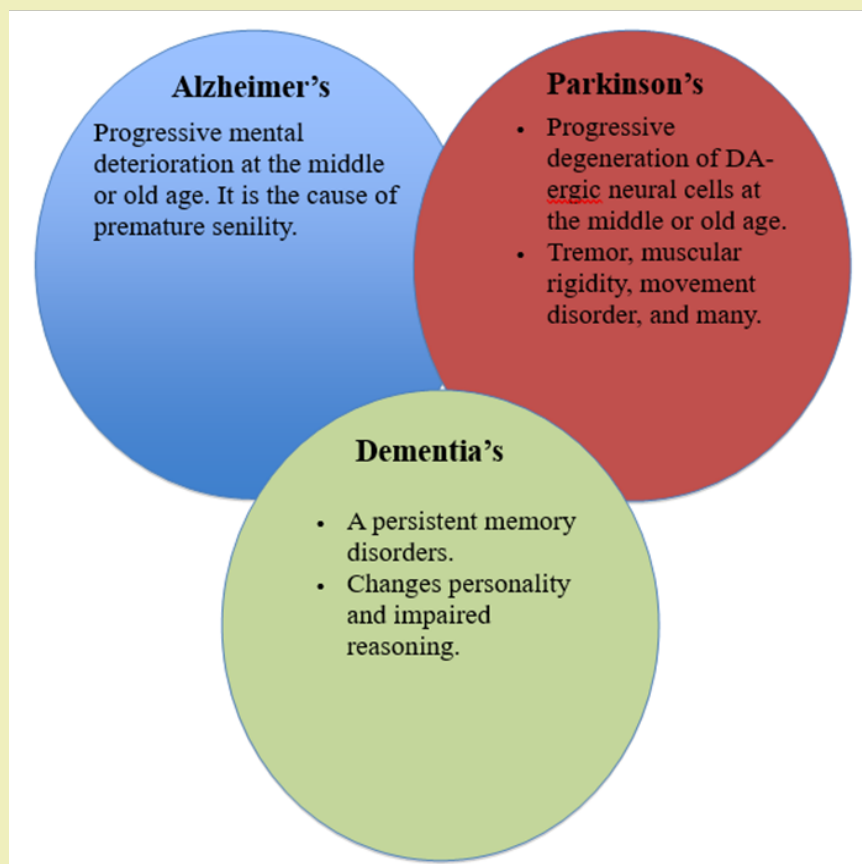 Alzheimer’s
Progressive mental
deterioration at the middle
or old age. It is the cause of
premature senility.
Parkinson’s
• Progressive
degeneration of DA-
ergic neural cells at
the middle or old age.
• Tremor, muscular
rigidity, movement
disorder, and many.
Dementia’s
• A persistent memory
disorders.
• Changes personality
and impaired
reasoning.